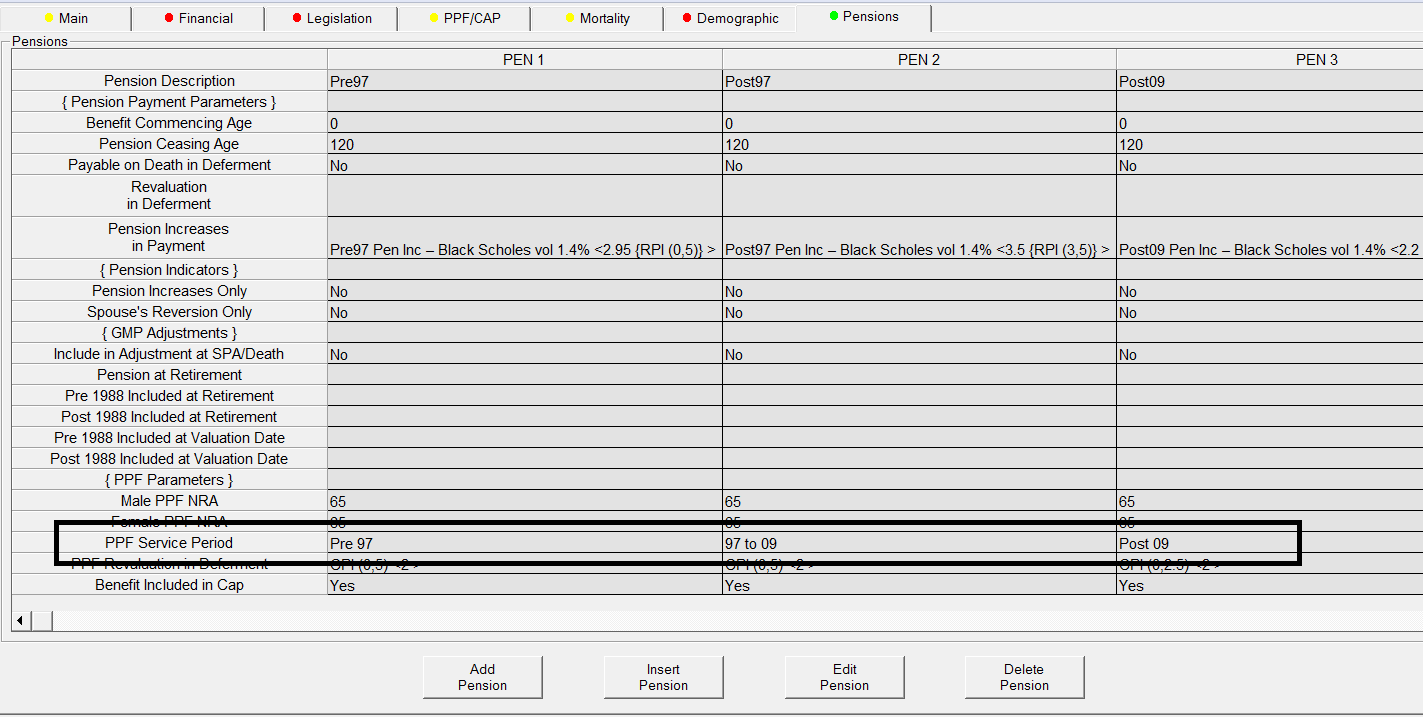 Main Financial Legislation PPF/CAP Mortality Demographic Pensions
Pensions
PEN 1 PEN 2 PEN 3
Pension Description Pre97 Post97 Post09
{ Pension Payment Parameters }
Benefit Commencing Age 0 0 0
Pension Ceasing Age 120 120 120
Payable on Death in Deferment No No No
Revaluation
in Deferment
Pension Increases
in Payment Pre97 Pen Inc – Black Scholes vol 1.4% <2.95 {RPI (0,5)} > Post97 Pen Inc – Black Scholes vol 1.4% <3.5 {RPI (3,5)} > Post09 Pen Inc – Black Scholes vol 1.4% <2.2
{ Pension Indicators }
Pension Increases Only No No No
Spouse's Reversion Only No No No
{ GMP Adjustments }
Include in Adjustment at SPA/Death No No No
Pension at Retirement
Pre 1988 Included at Retirement
Post 1988 Included at Retirement
Pre 1988 Included at Valuation Date
Post 1988 Included at Valuation Date
{ PPF Parameters }
Male PPF NRA 65 65 65
Female PPF NRA 65 65 65
PPF Service Period Pre 97 97 to 09 Post 09
PPF Revaluation in Deferment CPI (0,5) <2 > CPI (0,5) <2 > CPI (0,2.5) <2 >
Benefit Included in Cap Yes Yes Yes
Add Insert Edit Delete
Pension Pension Pension Pension